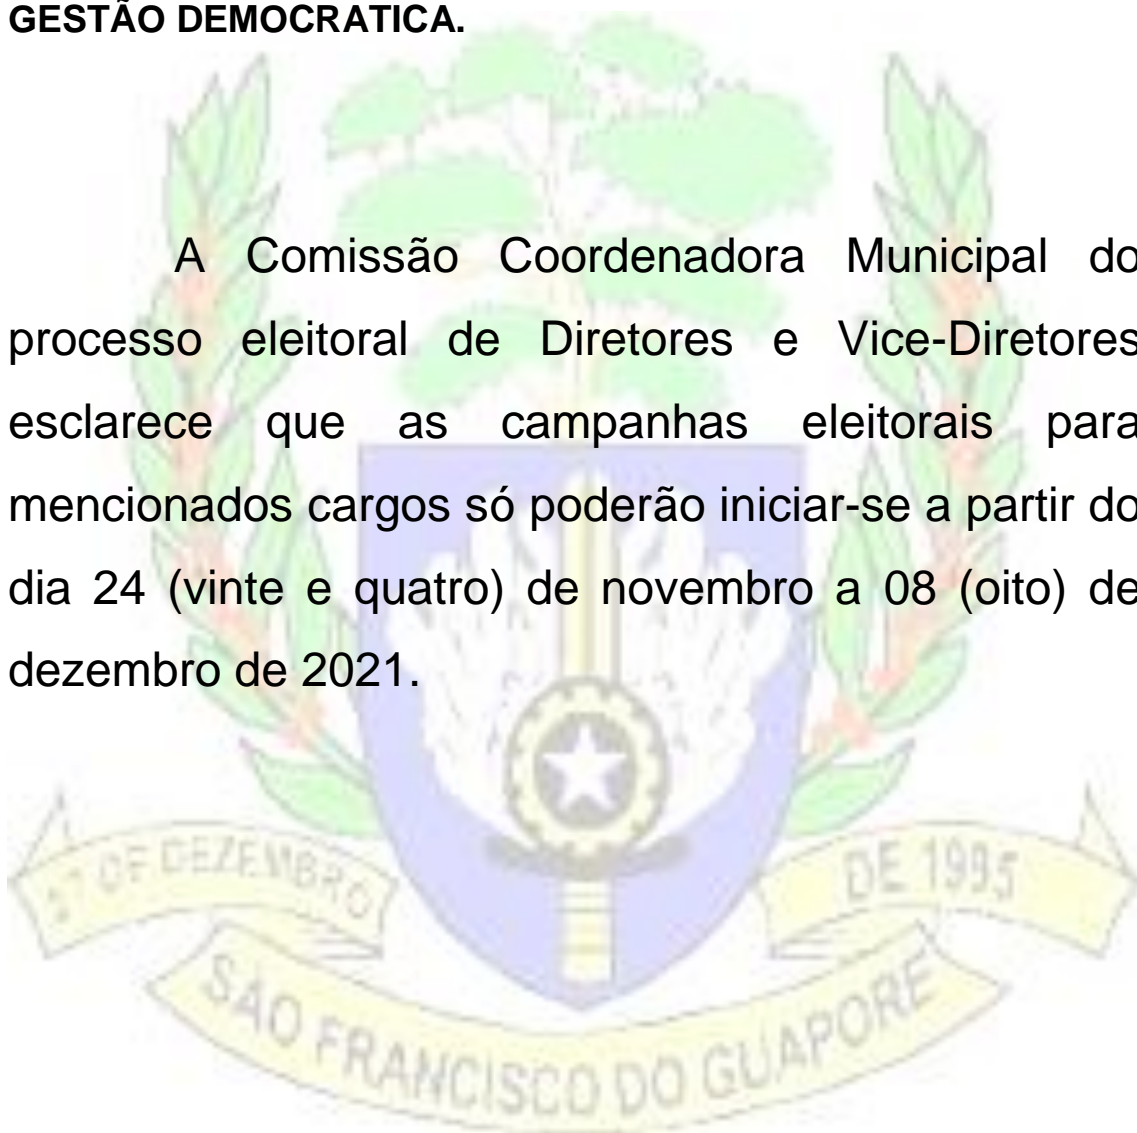 GESTÃO DEMOCRATICA.
A Comissão Coordenadora Municipal do
processo eleitoral de Diretores e Vice-Diretores
esclarece que as campanhas eleitorais para
mencionados cargos só poderão iniciar-se a partir do
dia 24 (vinte e quatro) de novembro a 08 (oito) de
dezembro de 2021.
27 DE DEZEMBRO
DE 1995
SÃO FRANCISCO DO GUAPORÉ